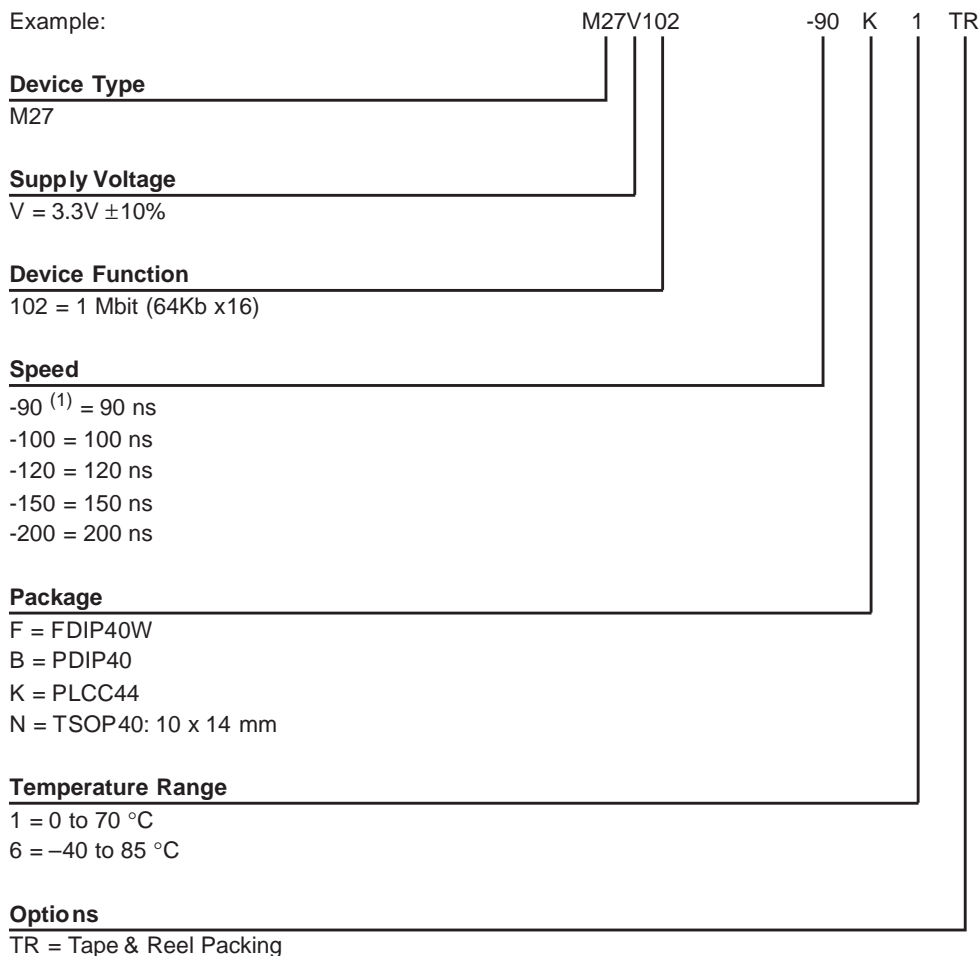 Example: M27V102 -90 K 1 TR
Device Type
M27
Supply Voltage
V = 3.3V ±10%
Device Function
102 = 1 Mbit (64Kb x16)
Speed
-90 (1) = 90 ns
-100 = 100 ns
-120 = 120 ns
-150 = 150 ns
-200 = 200 ns
Package
F = FDIP40W
B = PDIP40
K = PLCC44
N = TSOP40: 10 x 14 mm
Temperature Range
1 = 0 to 70 °C
6 = –40 to 85 °C
Options
TR = Tape & Reel Packing